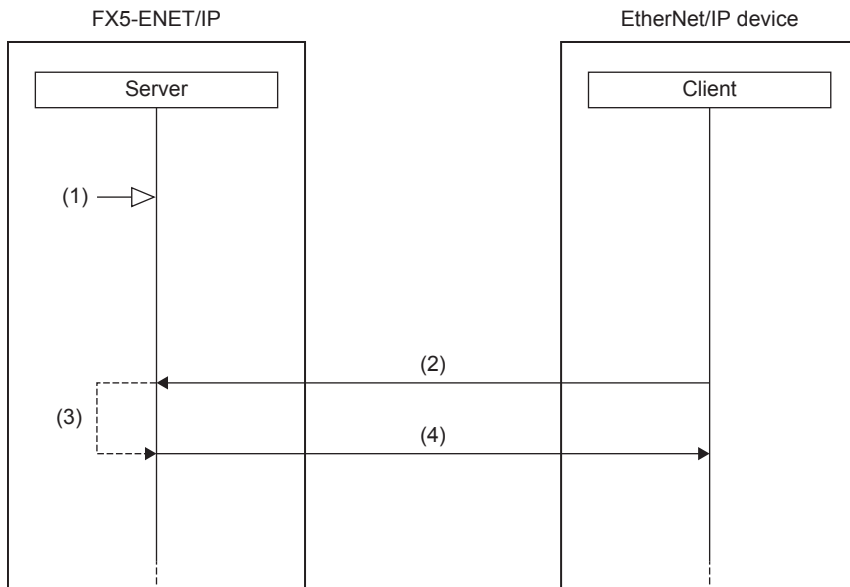 FX5-ENET/IP
EtherNet/IP device
Server
Client
(1)
(2)
(3)
(4)